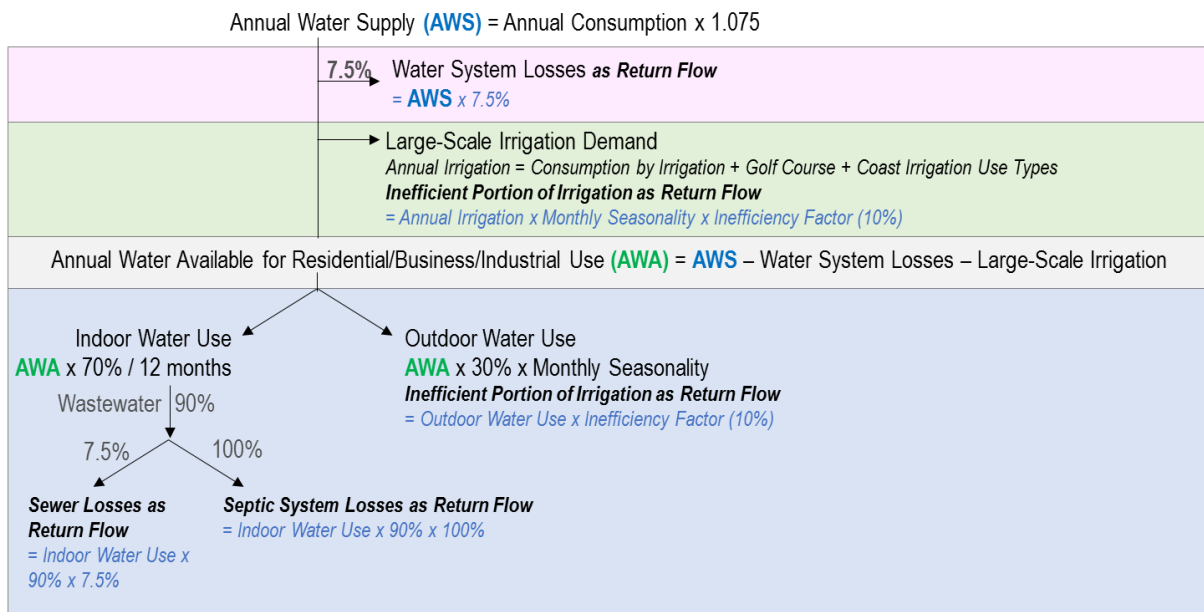 Annual Water Supply (AWS) = Annual Consumption x 1.075
7.5%
Water System Losses as Return Flow
= AWS x 7.5%
Large-Scale Irrigation Demand
Annual Irrigation = Consumption by Irrigation + Golf Course + Coast Irrigation Use Types
Inefficient Portion of Irrigation as Return Flow
= Annual Irrigation x Monthly Seasonality x Inefficiency Factor (10%)
Annual Water Available for Residential/Business/Industrial Use (AWA) = AWS – Water System Losses – Large-Scale Irrigation
Indoor Water Use
AWA x 70% / 12 months
Outdoor Water Use
AWA x 30% x Monthly Seasonality
Inefficient Portion of Irrigation as Return Flow
= Outdoor Water Use x Inefficiency Factor (10%)
Wastewater 90%
7.5%
100%
Sewer Losses as
Return Flow
= Indoor Water Use x
90% x 7.5%
Septic System Losses as Return Flow
= Indoor Water Use x 90% x 100%